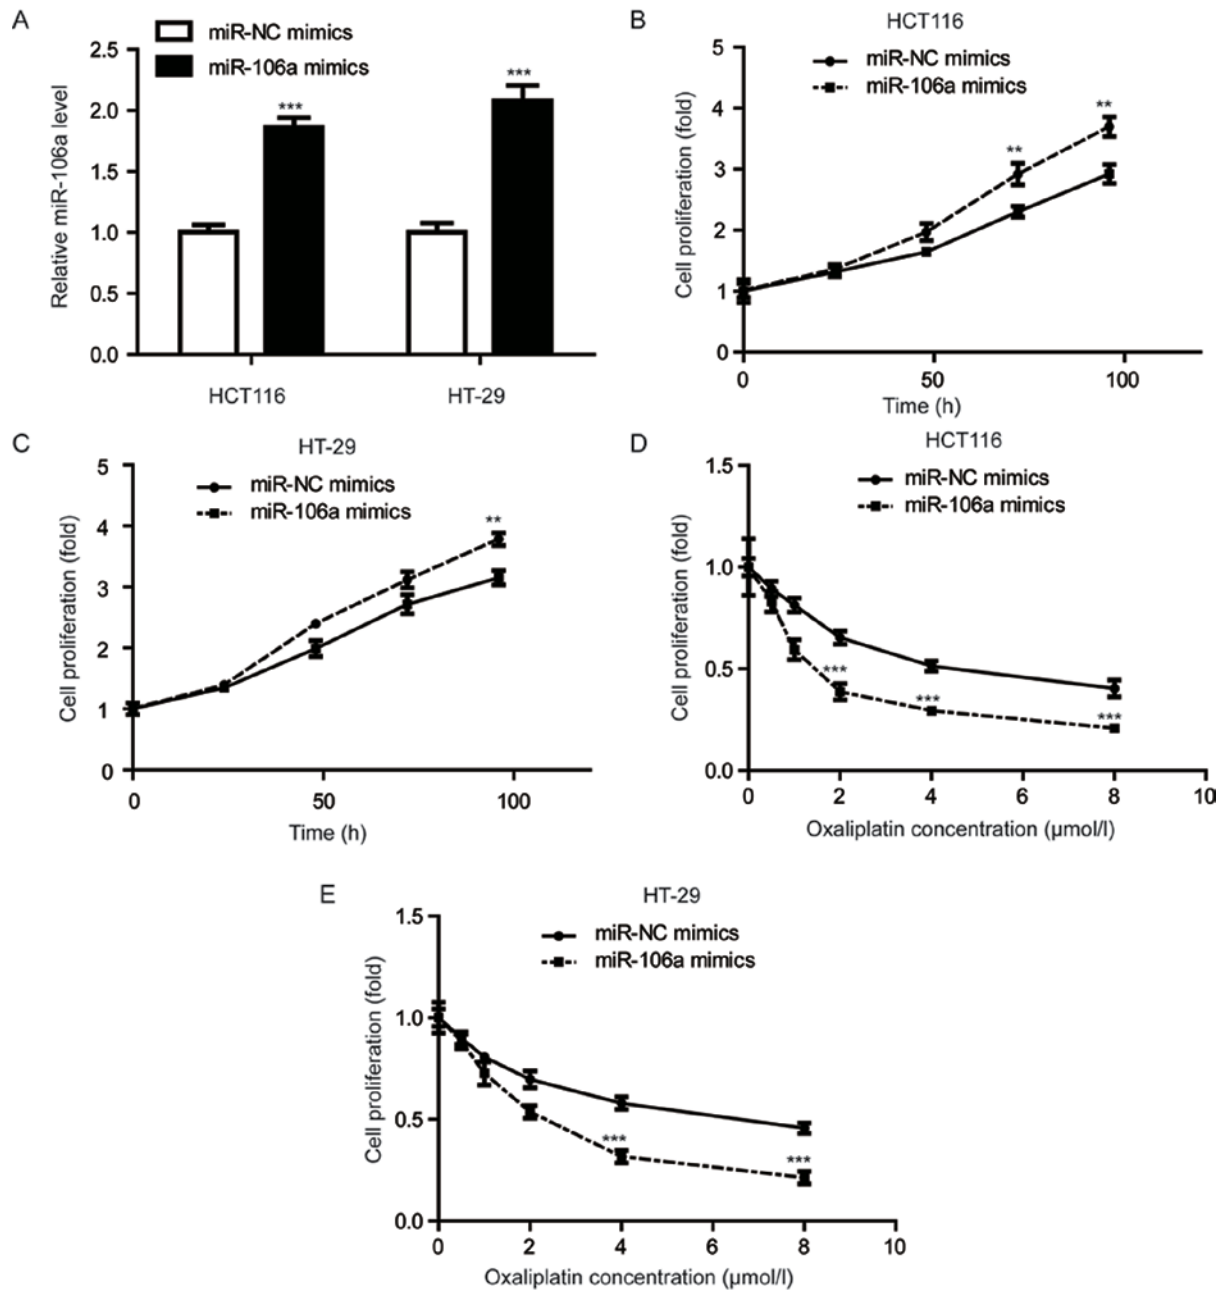 A
miR-NC mimics
miR-106a mimics
Relative miR-106a level
2.5
2.0
1.5
1.0
0.5
0.0
***
***
HCT116
HT-29
B
HCT116
miR-NC mimics
miR-106a mimics
Cell proliferation (fold)
5
4
3
2
1
0
**
**
0
50
100
Time (h)
C
HT-29
miR-NC mimics
miR-106a mimics
Cell proliferation (fold)
5
4
3
2
1
0
**
0
50
100
Time (h)
D
HCT116
miR-NC mimics
miR-106a mimics
Cell proliferation (fold)
1.5
1.0
0.5
0.0
***
***
***
0
2
4
6
8
10
Oxaliplatin concentration (µmol/l)
E
HT-29
miR-NC mimics
miR-106a mimics
Cell proliferation (fold)
1.5
1.0
0.5
0.0
***
***
0
2
4
6
8
10
Oxaliplatin concentration (µmol/l)